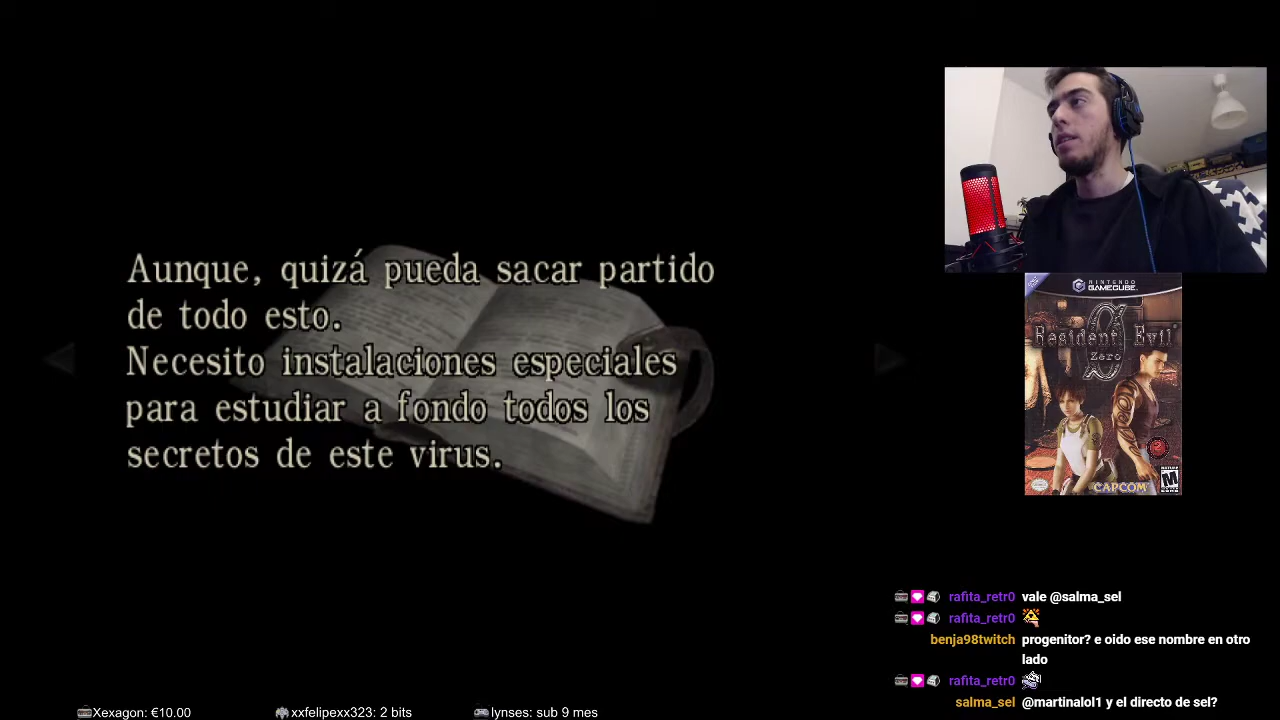 Aunque, quizá pueda sacar partido
de todo esto.
Necesito instalaciones especiales
para estudiar a fondo todos los
secretos de este virus.
NINTENDO
GAMECUBE
Resident Evil
0
Zero
CAPCOM
MATURE
M
rafita_retr0 vale @salma_sel
rafita_retr0
benja98twitch progenitor? e oido ese nombre en otro
lado
rafita_retr0
salma_sel @martinalol1 y el directo de sel?
Xexagon: €10.00 xxfelipexx323: 2 bits lynses: sub 9 mes